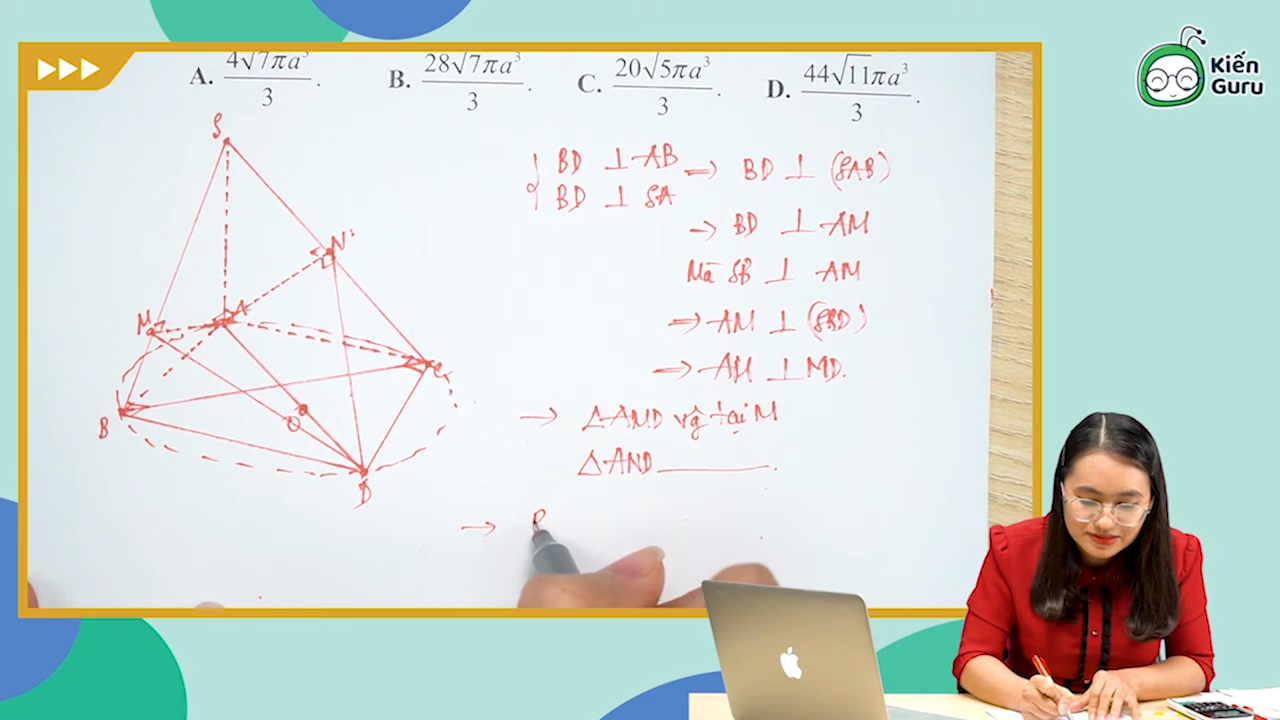 A. 4√7πa³/3. B. 28√7πa³/3. C. 20√5πa³/3. D. 44√11πa³/3.
Kiến
Guru
S
N
M
A
C
B
O
D
{ BD ⊥ AB
BD ⊥ SA
⇒ BD ⊥ (SAB)
→ BD ⊥ AM
Mà SB ⊥ AM
⇒ AM ⊥ (SBD)
⇒ AM ⊥ MD.
→ ΔAMD vg tại M
ΔAND ______.
→